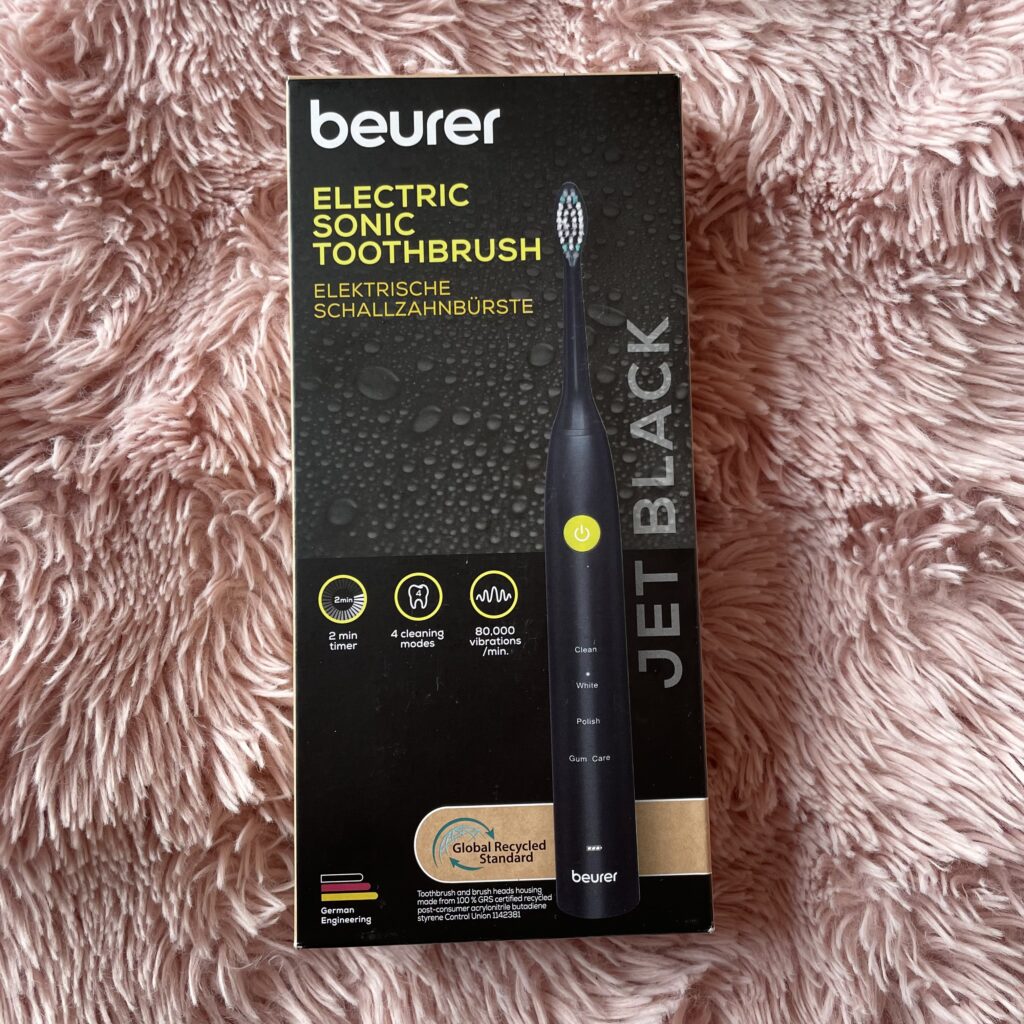 beurer
ELECTRIC
SONIC
TOOTHBRUSH
ELEKTRISCHE
SCHALLZAHNBÜRSTE
JET BLACK
2min
2 min
timer
4
4 cleaning
modes
80,000
vibrations
/min.
Clean
White
Polish
Gum Care
beurer
Global Recycled
Standard
Toothbrush and brush heads housing
made from 100 % GRS certified recycled
post-consumer acrylonitrile butadiene
styrene Control Union 1142381
German
Engineering